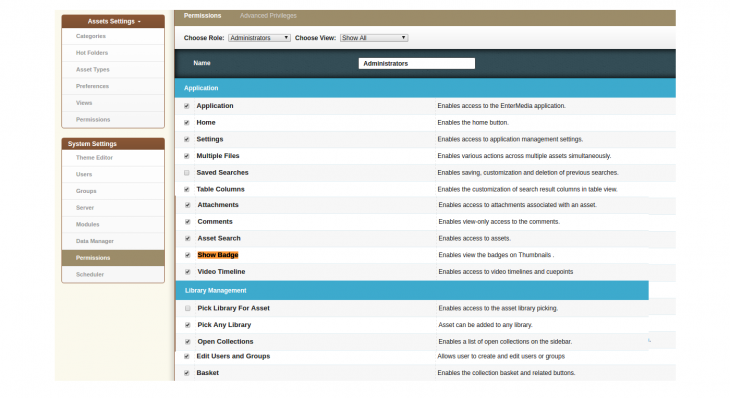 Assets Settings
Categories
Hot Folders
Asset Types
Preferences
Views
Permissions
System Settings
Theme Editor
Users
Groups
Server
Modules
Data Manager
Permissions
Scheduler
Permissions Advanced Privileges
Choose Role: Administrators Choose View: Show All
Name Administrators
Application
Application Enables access to the EnterMedia application.
Home Enables the home button.
Settings Enables access to application management settings.
Multiple Files Enables various actions across multiple assets simultaneously.
Saved Searches Enables saving, customization and deletion of previous searches.
Table Columns Enables the customization of search result columns in table view.
Attachments Enables access to attachments associated with an asset.
Comments Enables view-only access to the comments.
Asset Search Enables access to assets.
Show Badge Enables view the badges on Thumbnails .
Video Timeline Enables access to video timelines and cuepoints
Library Management
Pick Library For Asset Enables access to the asset library picking.
Pick Any Library Asset can be added to any library.
Open Collections Enables a list of open collections on the sidebar.
Edit Users and Groups Allows user to create and edit users or groups
Basket Enables the collection basket and related buttons.